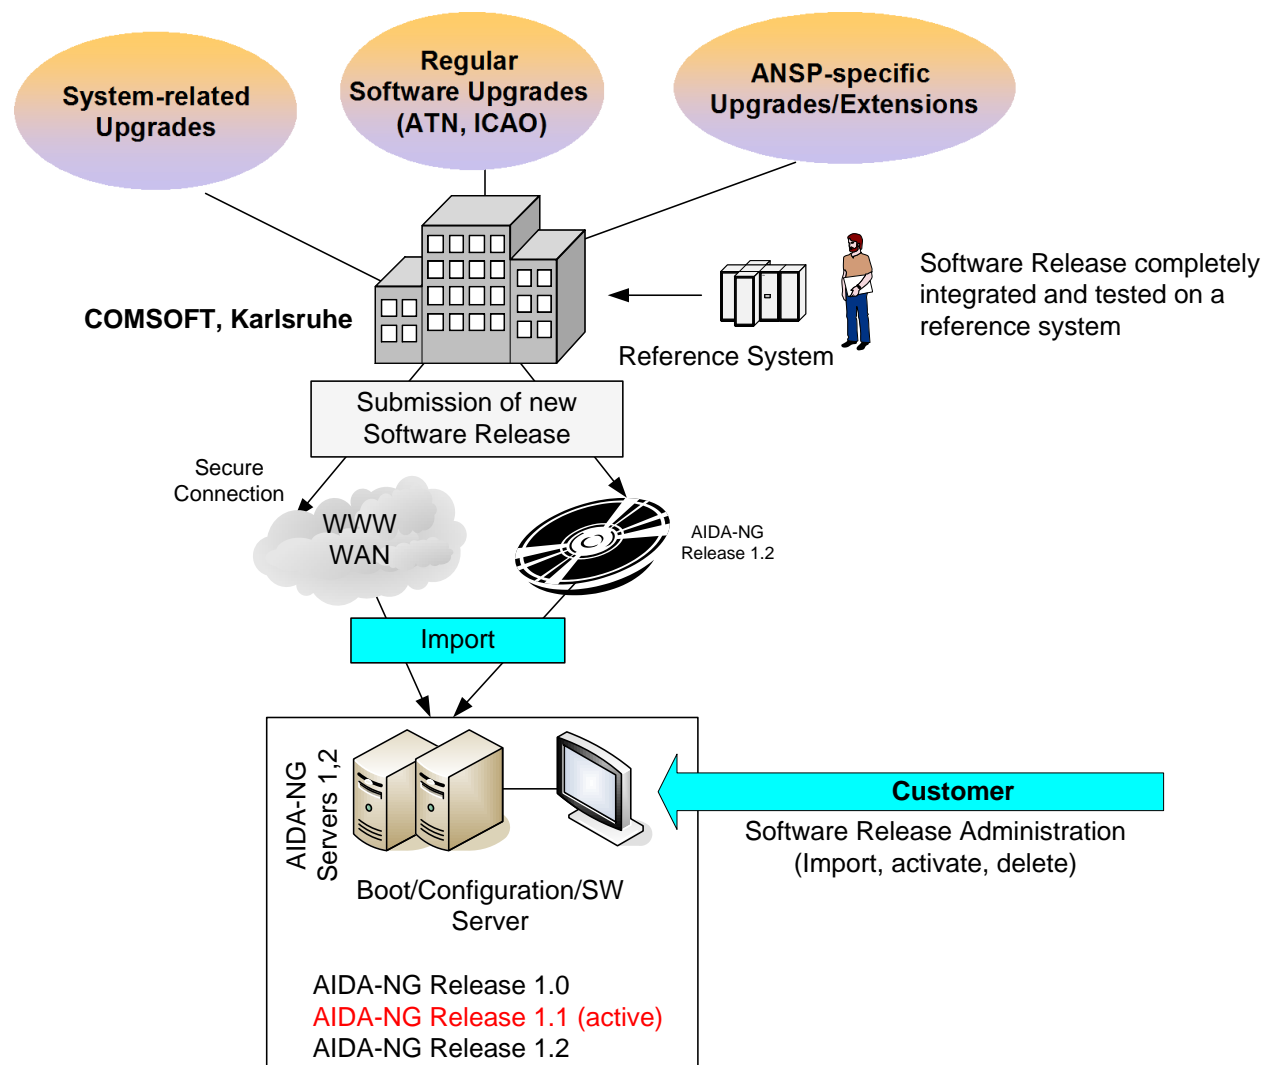 System-related
Upgrades
Regular
Software Upgrades
(ATN, ICAO)
ANSP-specific
Upgrades/Extensions
COMSOFT, Karlsruhe
Reference System
Software Release completely
integrated and tested on a
reference system
Submission of new
Software Release
Secure
Connection
WWW
WAN
AIDA-NG
Release 1.2
Import
AIDA-NG
Servers 1,2
Boot/Configuration/SW
Server
Customer
Software Release Administration
(Import, activate, delete)
AIDA-NG Release 1.0
AIDA-NG Release 1.1 (active)
AIDA-NG Release 1.2